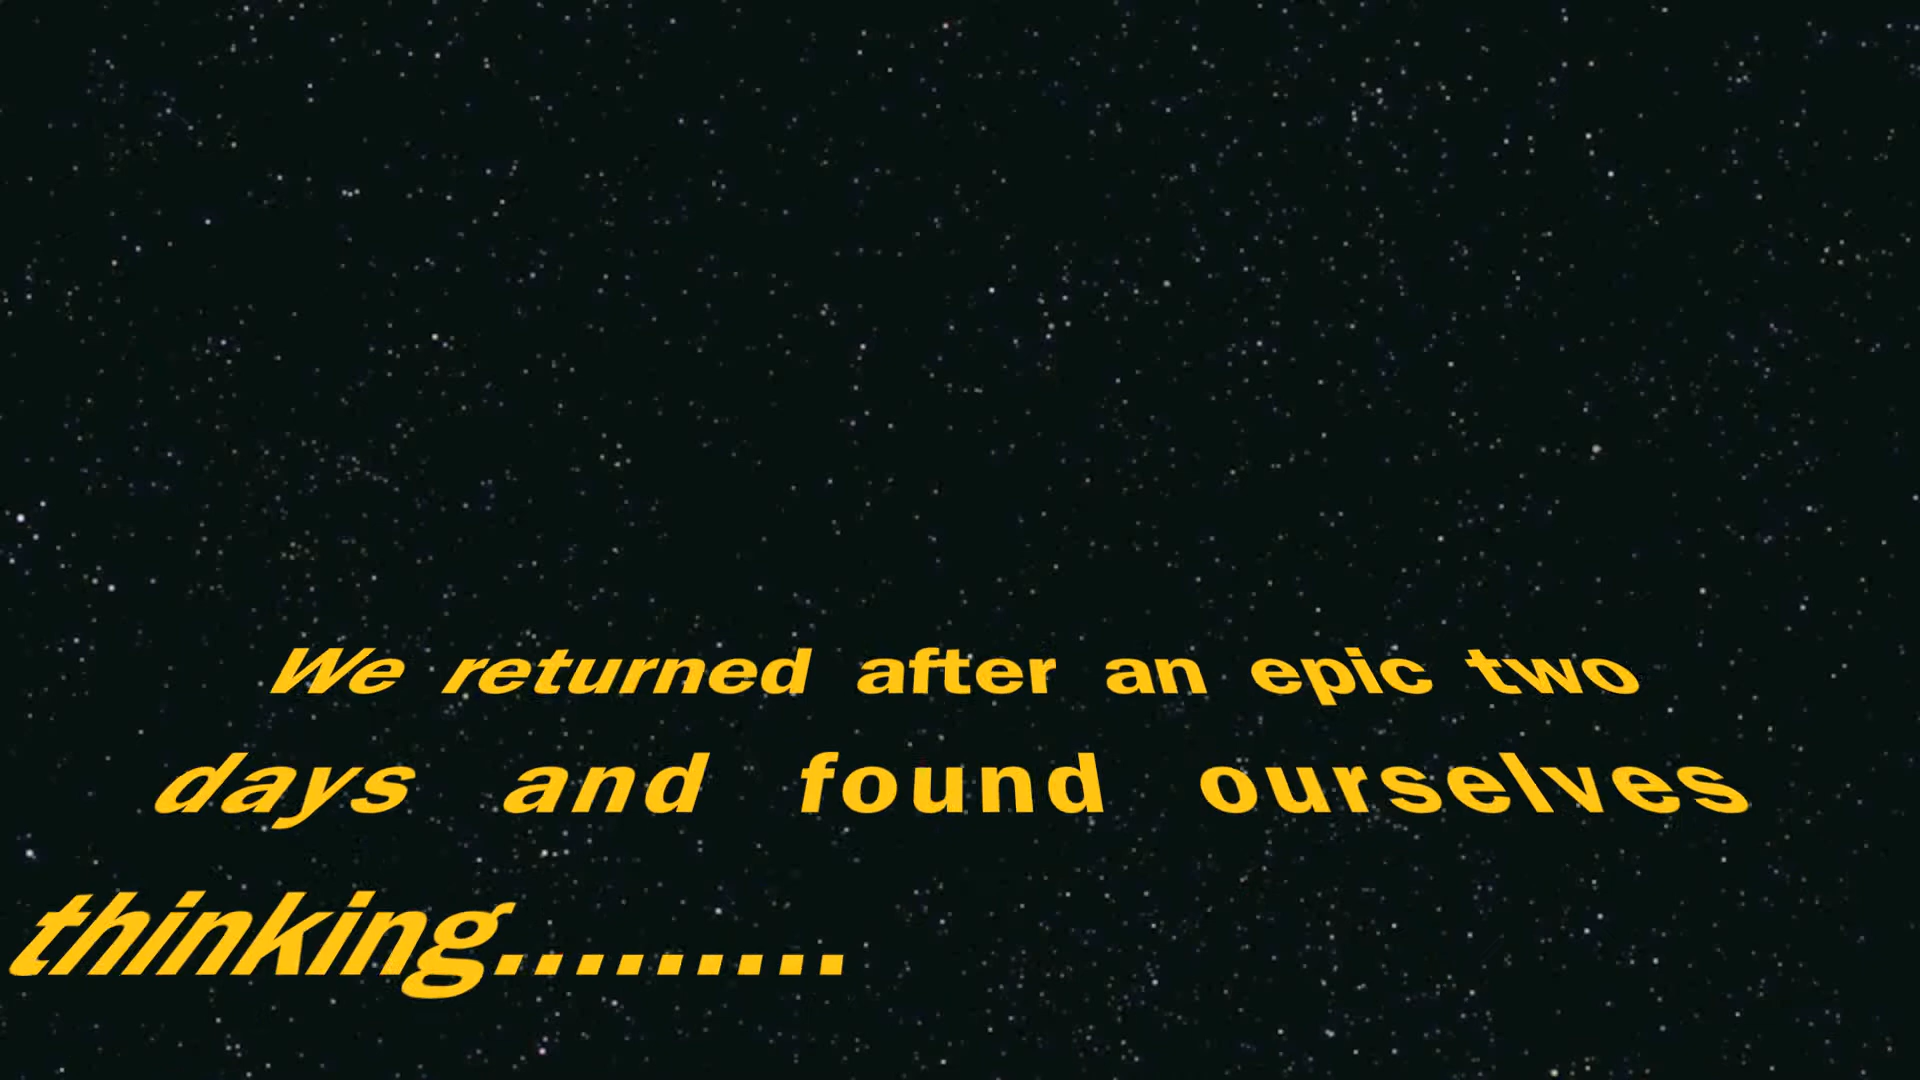 We returned after an epic two
days and found ourselves
thinking.........